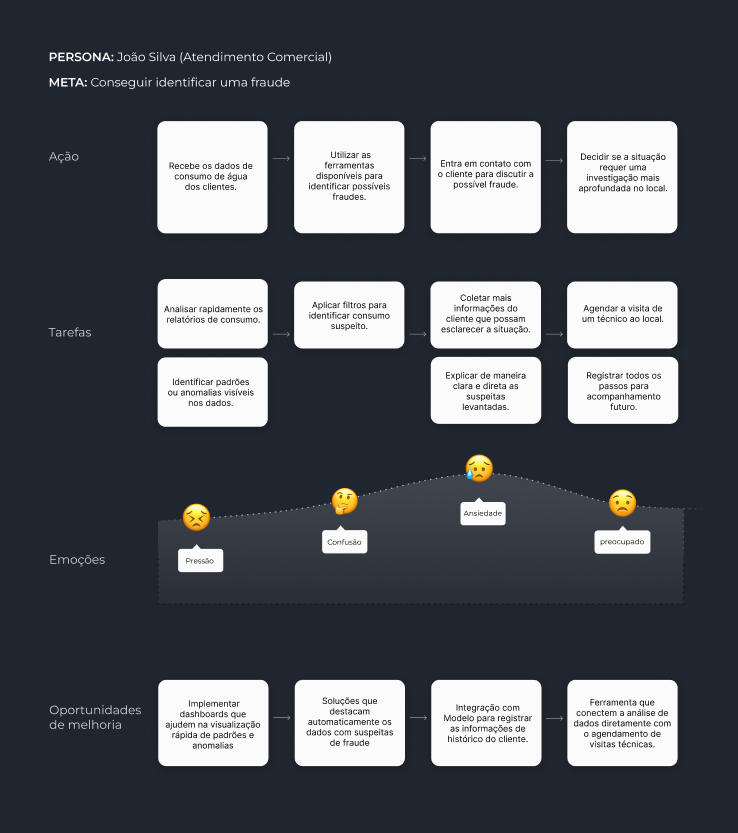 PERSONA: João Silva (Atendimento Comercial)
META: Conseguir identificar uma fraude
Ação
Recebe os dados de
consumo de água
dos clientes.
Utilizar as
ferramentas
disponíveis para
identificar possíveis
fraudes.
Entra em contato com
o cliente para discutir a
possível fraude.
Decidir se a situação
requer uma
investigação mais
aprofundada no local.
Tarefas
Analisar rapidamente os
relatórios de consumo.
Aplicar filtros para
identificar consumo
suspeito.
Coletar mais
informações do
cliente que possam
esclarecer a situação.
Agendar a visita de
um técnico ao local.
Identificar padrões
ou anomalias visíveis
nos dados.
Explicar de maneira
clara e direta as
suspeitas
levantadas.
Registrar todos os
passos para
acompanhamento
futuro.
Emoções
Pressão
Confusão
Ansiedade
preocupado
Oportunidades
de melhoria
Implementar
dashboards que
ajudem na visualização
rápida de padrões e
anomalias
Soluções que
destacam
automaticamente os
dados com suspeitas
de fraude
Integração com
Modelo para registrar
as informações de
histórico do cliente.
Ferramenta que
conectem a análise de
dados diretamente com
o agendamento de
visitas técnicas.